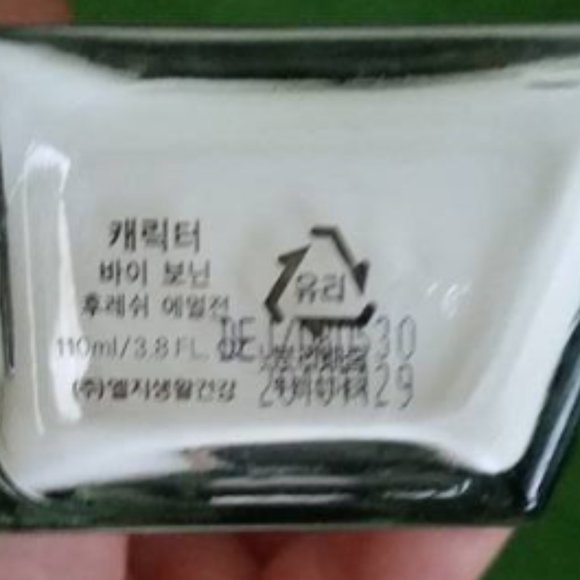 캐릭터
바이 보닌
후레쉬 에멀전
110ml/3.8 FL. OZ
(주)엘지생활건강
유리